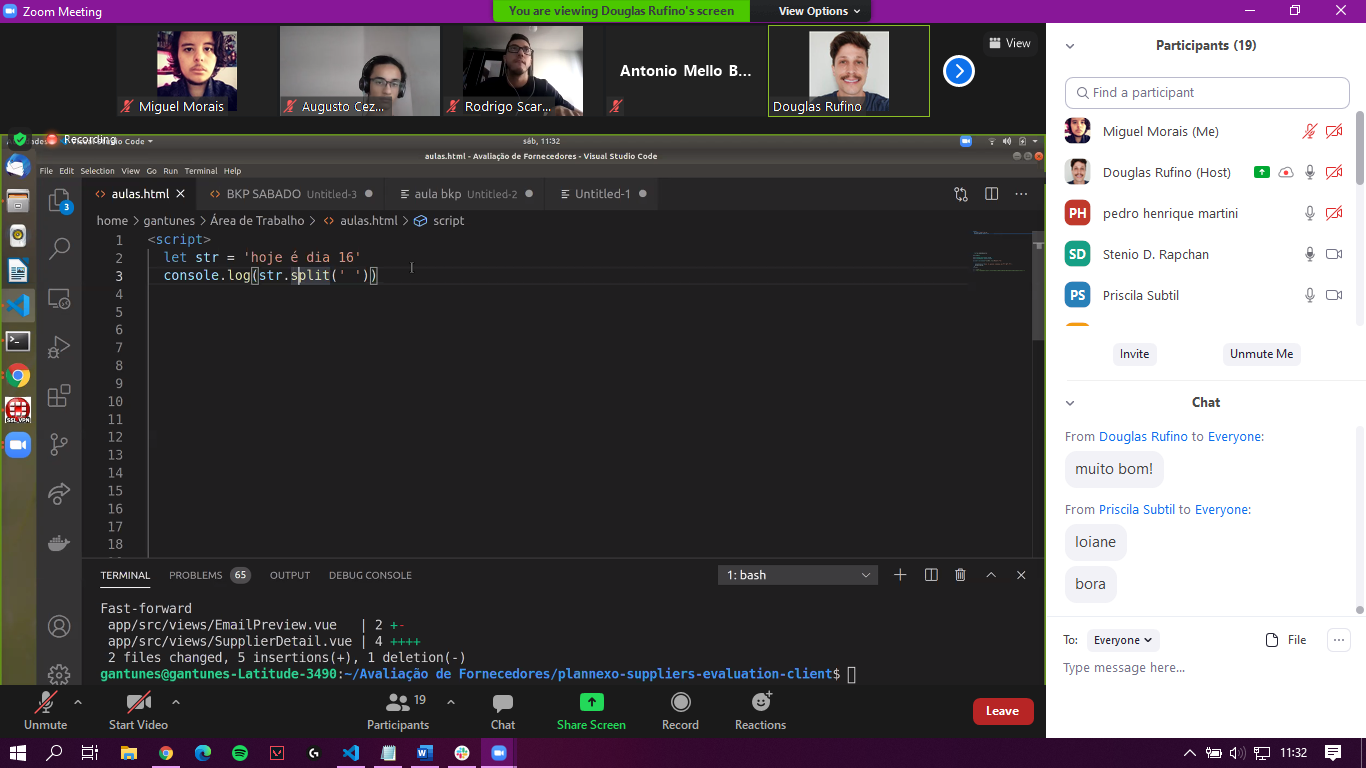 Zoom Meeting
You are viewing Douglas Rufino's screen
View Options
Miguel Morais
Augusto Cez...
Rodrigo Scar...
Antonio Mello B...
Douglas Rufino
View
Recording
Visual Studio Code
sáb, 11:32
aulas.html - Avaliação de Fornecedores - Visual Studio Code
File Edit Selection View Go Run Terminal Help
aulas.html
BKP SABADO Untitled-3
aula bkp Untitled-2
Untitled-1
home > gantunes > Área de Trabalho > aulas.html > script
1 <script>
2 let str = 'hoje é dia 16'
3 console.log(str.split(' '))
4
5
6
7
8
9
10
11
12
13
14
15
16
17
18
3
SSL VPN
TERMINAL PROBLEMS 65 OUTPUT DEBUG CONSOLE
1: bash
Fast-forward
app/src/views/EmailPreview.vue | 2 +-
app/src/views/SupplierDetail.vue | 4 ++++
2 files changed, 5 insertions(+), 1 deletion(-)
gantunes@gantunes-Latitude-3490:~/Avaliação de Fornecedores/plannexo-suppliers-evaluation-client$
Unmute
Start Video
Participants 19
Chat
Share Screen
Record
Reactions
Leave
Participants (19)
Find a participant
Miguel Morais (Me)
Douglas Rufino (Host)
PH pedro henrique martini
SD Stenio D. Rapchan
PS Priscila Subtil
Invite
Unmute Me
Chat
From Douglas Rufino to Everyone:
muito bom!
From Priscila Subtil to Everyone:
loiane
bora
To: Everyone
File
Type message here...
11:32